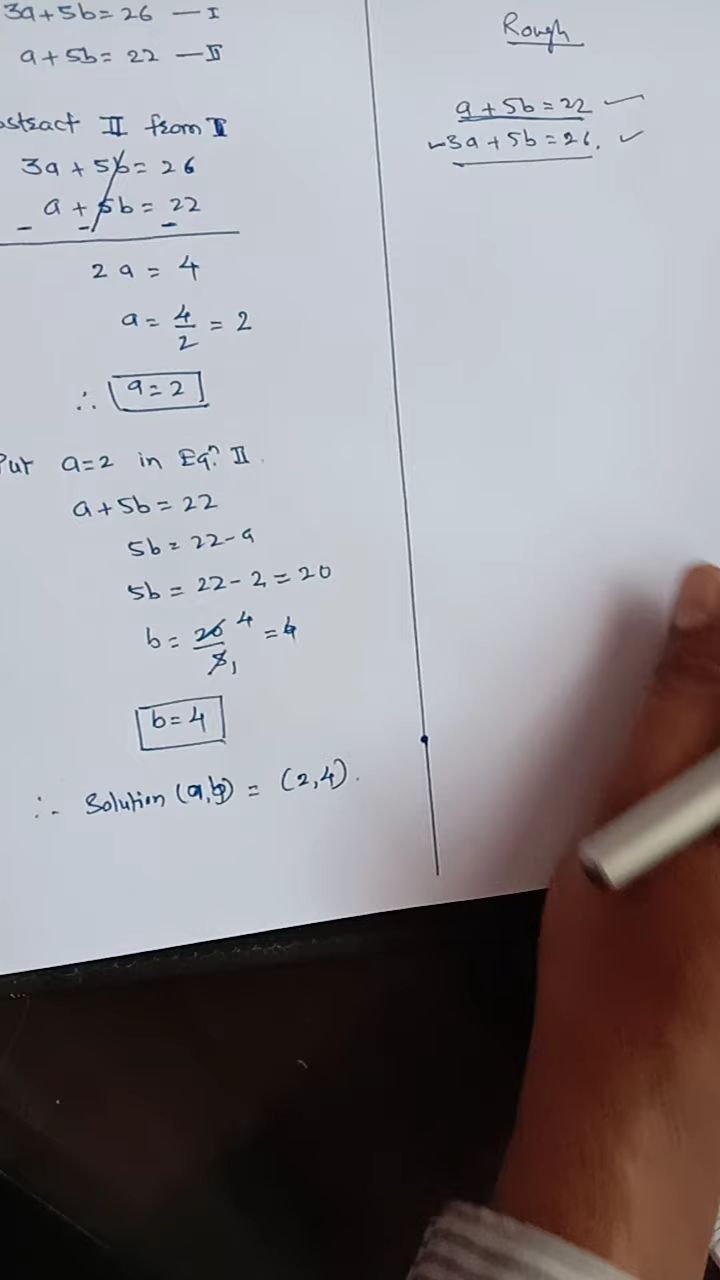 3a+5b=26 — I
a+5b=22 — II
stract II from I
3a+5b=26
a+5b=22
- - -
2a=4
a=4/2=2
∴ a=2
Put a=2 in Eqn. II.
a+5b=22
5b=22-a
5b=22-2=20
b=20/5 4/1=4
b=4
∴ Solution (a,b) = (2,4).
Rough
a+5b=22
3a+5b=26.